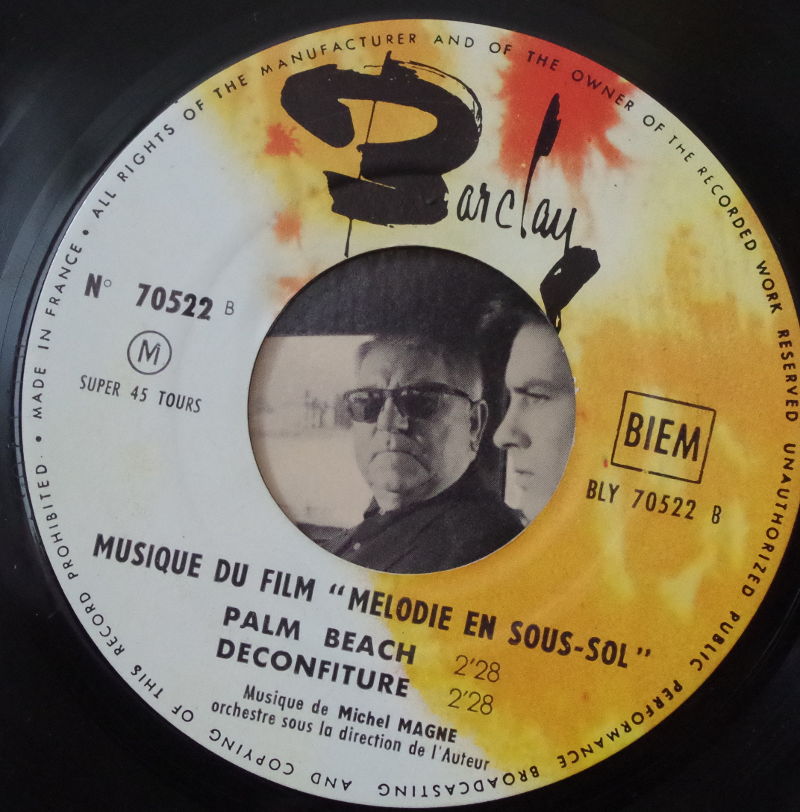 Barclay
• MADE IN FRANCE • ALL RIGHTS OF THE MANUFACTURER AND OF THE OWNER OF THE RECORDED WORK RESERVED UNAUTHORIZED PUBLIC PERFORMANCE BROADCASTING AND COPYING OF THIS RECORD PROHIBITED.
N° 70522 B
M
SUPER 45 TOURS
BIEM
BLY 70522 B
MUSIQUE DU FILM "MELODIE EN SOUS-SOL"
PALM BEACH 2'28
DECONFITURE 2'28
Musique de Michel MAGNE
orchestre sous la direction de l'Auteur